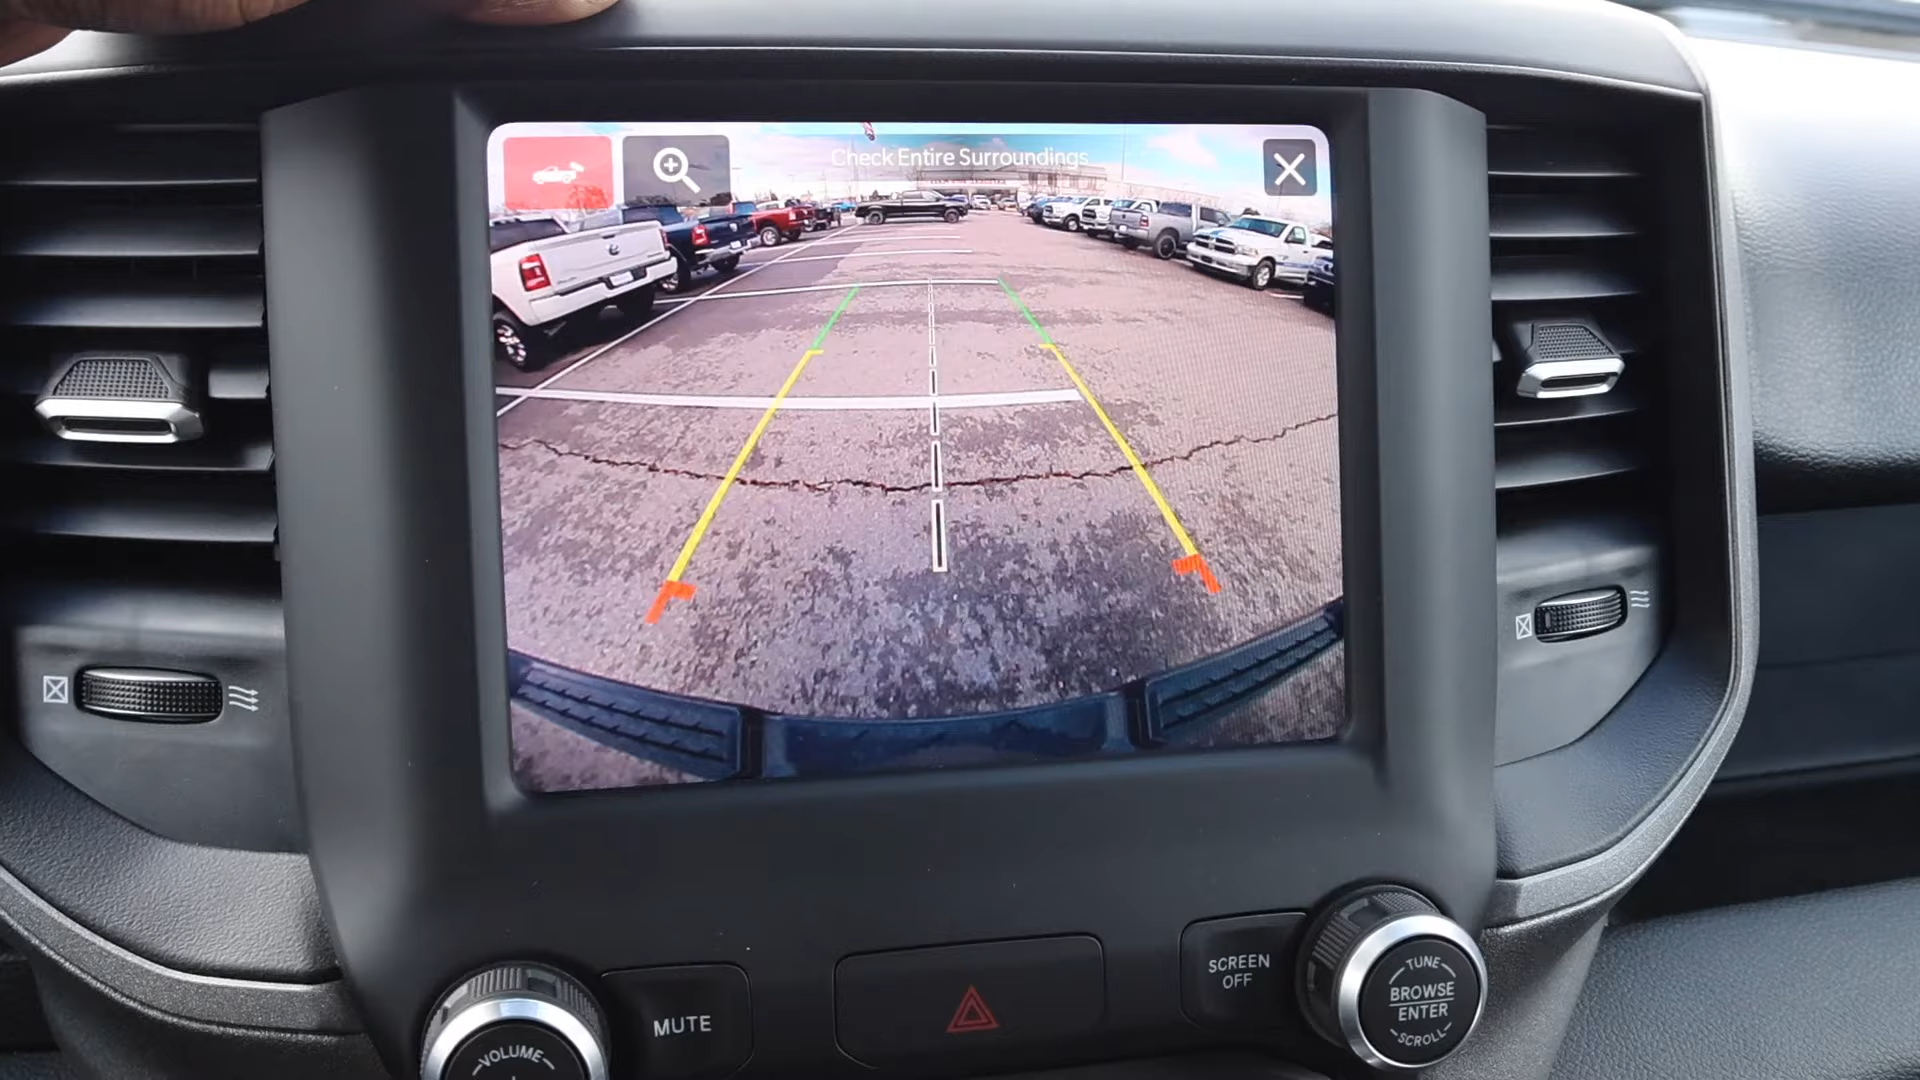 Check Entire Surroundings
MUTE
VOLUME
SCREEN
OFF
TUNE
BROWSE
ENTER
SCROLL